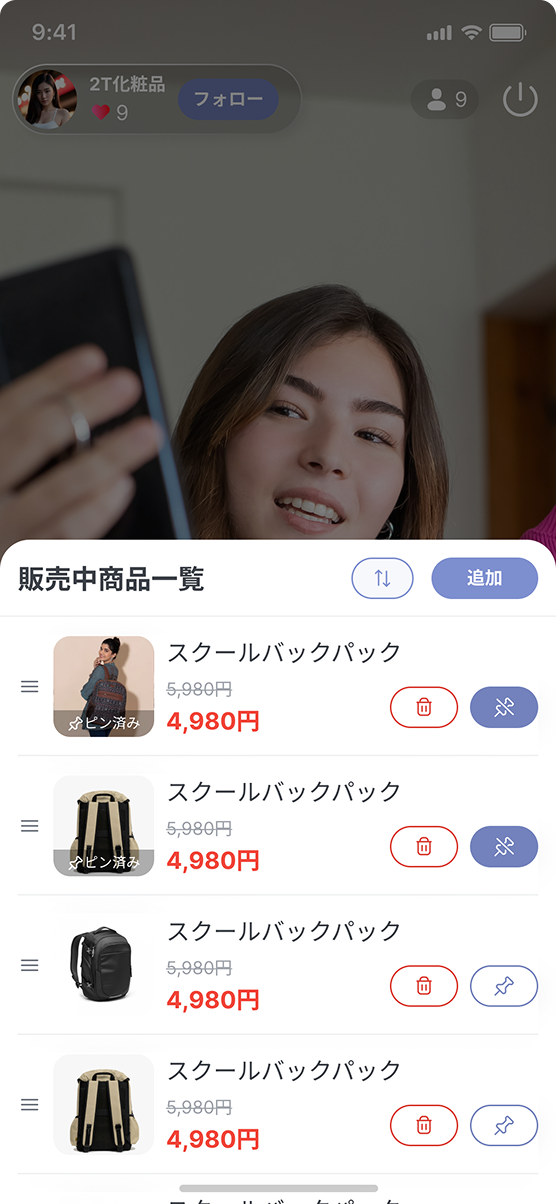 9:41
2T化粧品
9
フォロー
9
販売中商品一覧
追加
スクールバックパック
5,980円
4,980円
ピン済み
スクールバックパック
5,980円
4,980円
ピン済み
スクールバックパック
5,980円
4,980円
スクールバックパック
5,980円
4,980円